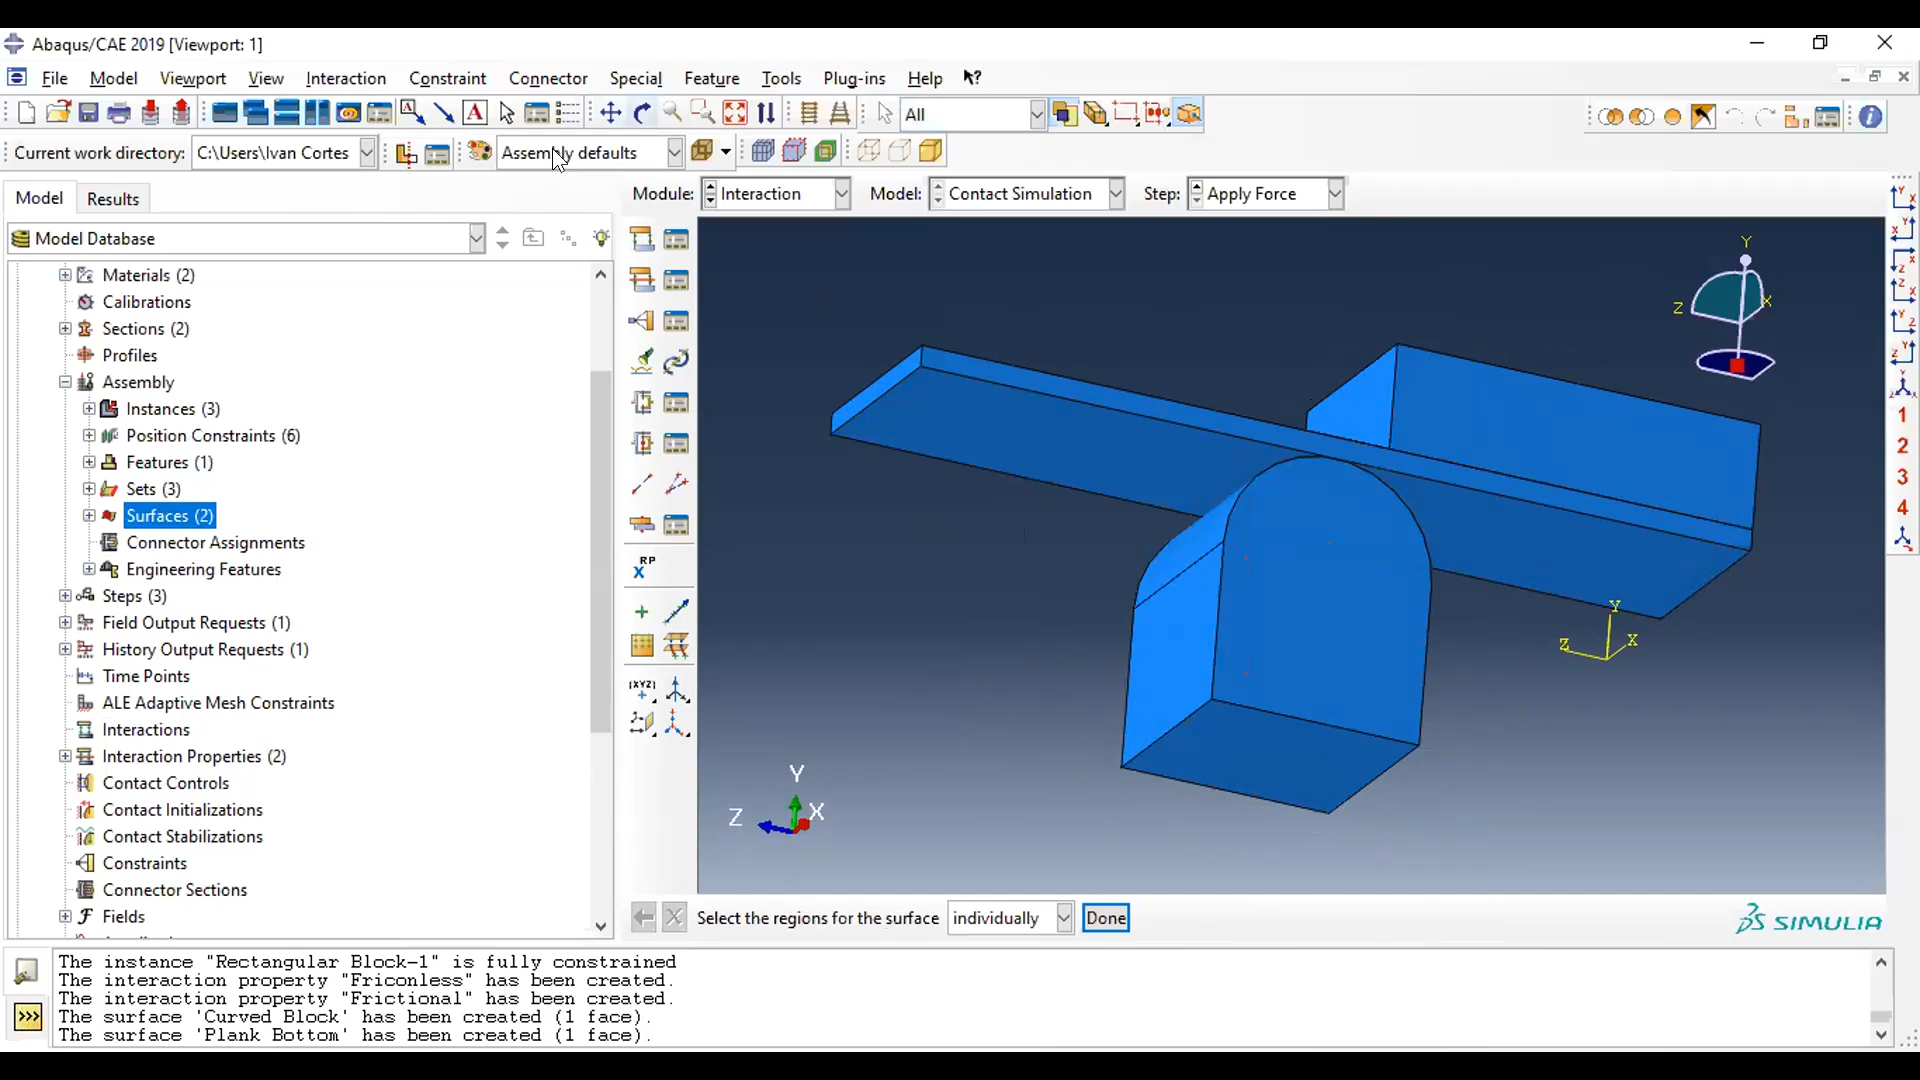 Abaqus/CAE 2019 [Viewport: 1]
File Model Viewport View Interaction Constraint Connector Special Feature Tools Plug-ins Help
All
Current work directory: C:\Users\Ivan Cortes Assembly defaults
Model Results
Module: Interaction Model: Contact Simulation Step: Apply Force
Model Database
Materials (2)
Calibrations
Sections (2)
Profiles
Assembly
Instances (3)
Position Constraints (6)
Features (1)
Sets (3)
Surfaces (2)
Connector Assignments
Engineering Features
Steps (3)
Field Output Requests (1)
History Output Requests (1)
Time Points
ALE Adaptive Mesh Constraints
Interactions
Interaction Properties (2)
Contact Controls
Contact Initializations
Contact Stabilizations
Constraints
Connector Sections
Fields
RP
(XYZ)
Y
Z X
Y
Z X
Y
Z X
1
2
3
4
Select the regions for the surface individually Done
SIMULIA
The instance "Rectangular Block-1" is fully constrained
The interaction property "Friconless" has been created.
The interaction property "Frictional" has been created.
The surface 'Curved Block' has been created (1 face).
The surface 'Plank Bottom' has been created (1 face).